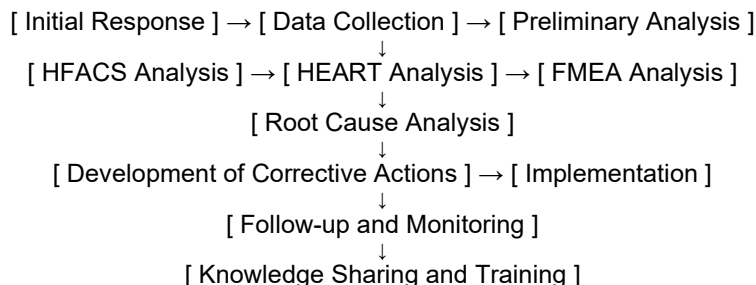 [ Initial Response ] → [ Data Collection ] → [ Preliminary Analysis ]
↓
[ HFACS Analysis ] → [ HEART Analysis ] → [ FMEA Analysis ]
↓
[ Root Cause Analysis ]
↓
[ Development of Corrective Actions ] → [ Implementation ]
↓
[ Follow-up and Monitoring ]
↓
[ Knowledge Sharing and Training ]